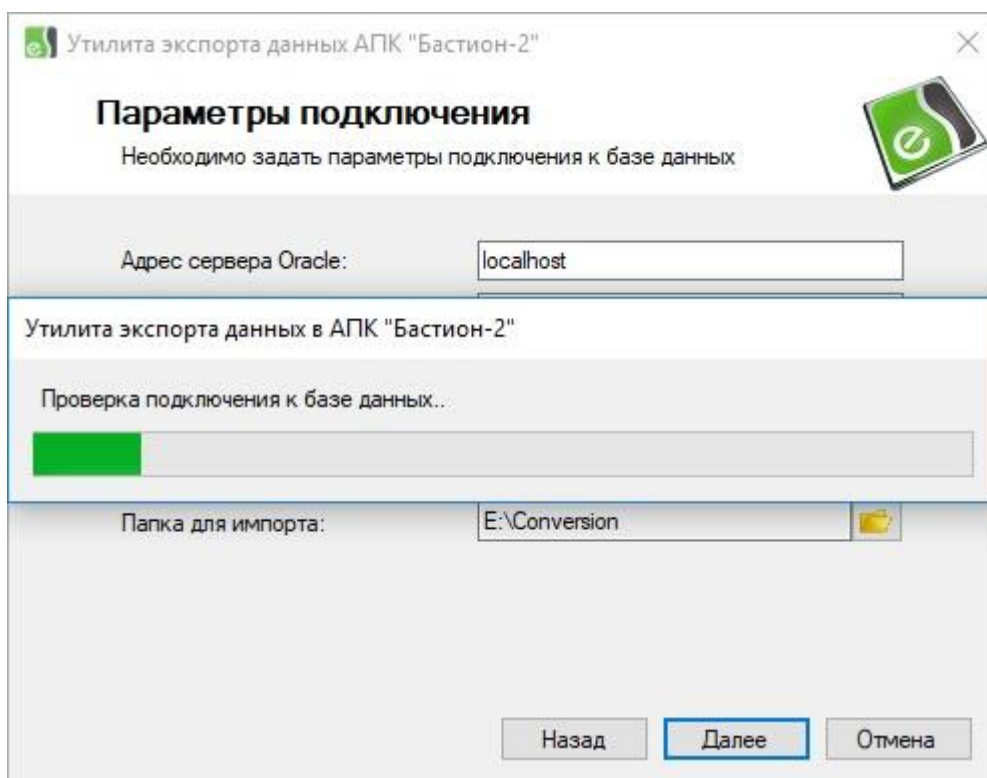 Утилита экспорта данных АПК "Бастион-2"
Параметры подключения
Необходимо задать параметры подключения к базе данных
Адрес сервера Oracle: localhost
Утилита экспорта данных в АПК "Бастион-2"
Проверка подключения к базе данных..
Папка для импорта: E:\Conversion
Назад Далее Отмена